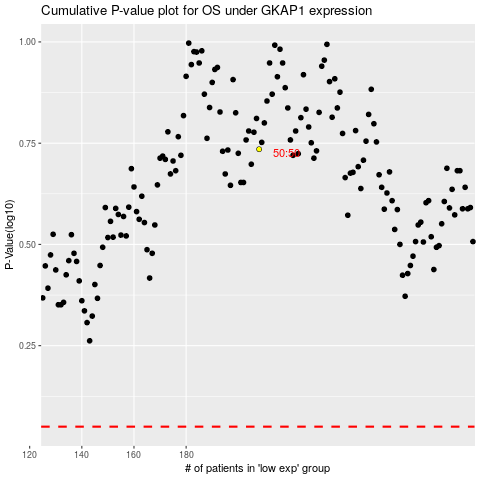 Cumulative P-value plot for OS under GKAP1 expression
P-Value(log10)
1.00
0.75
0.50
0.25
50:50
120 140 160 180
# of patients in 'low exp' group